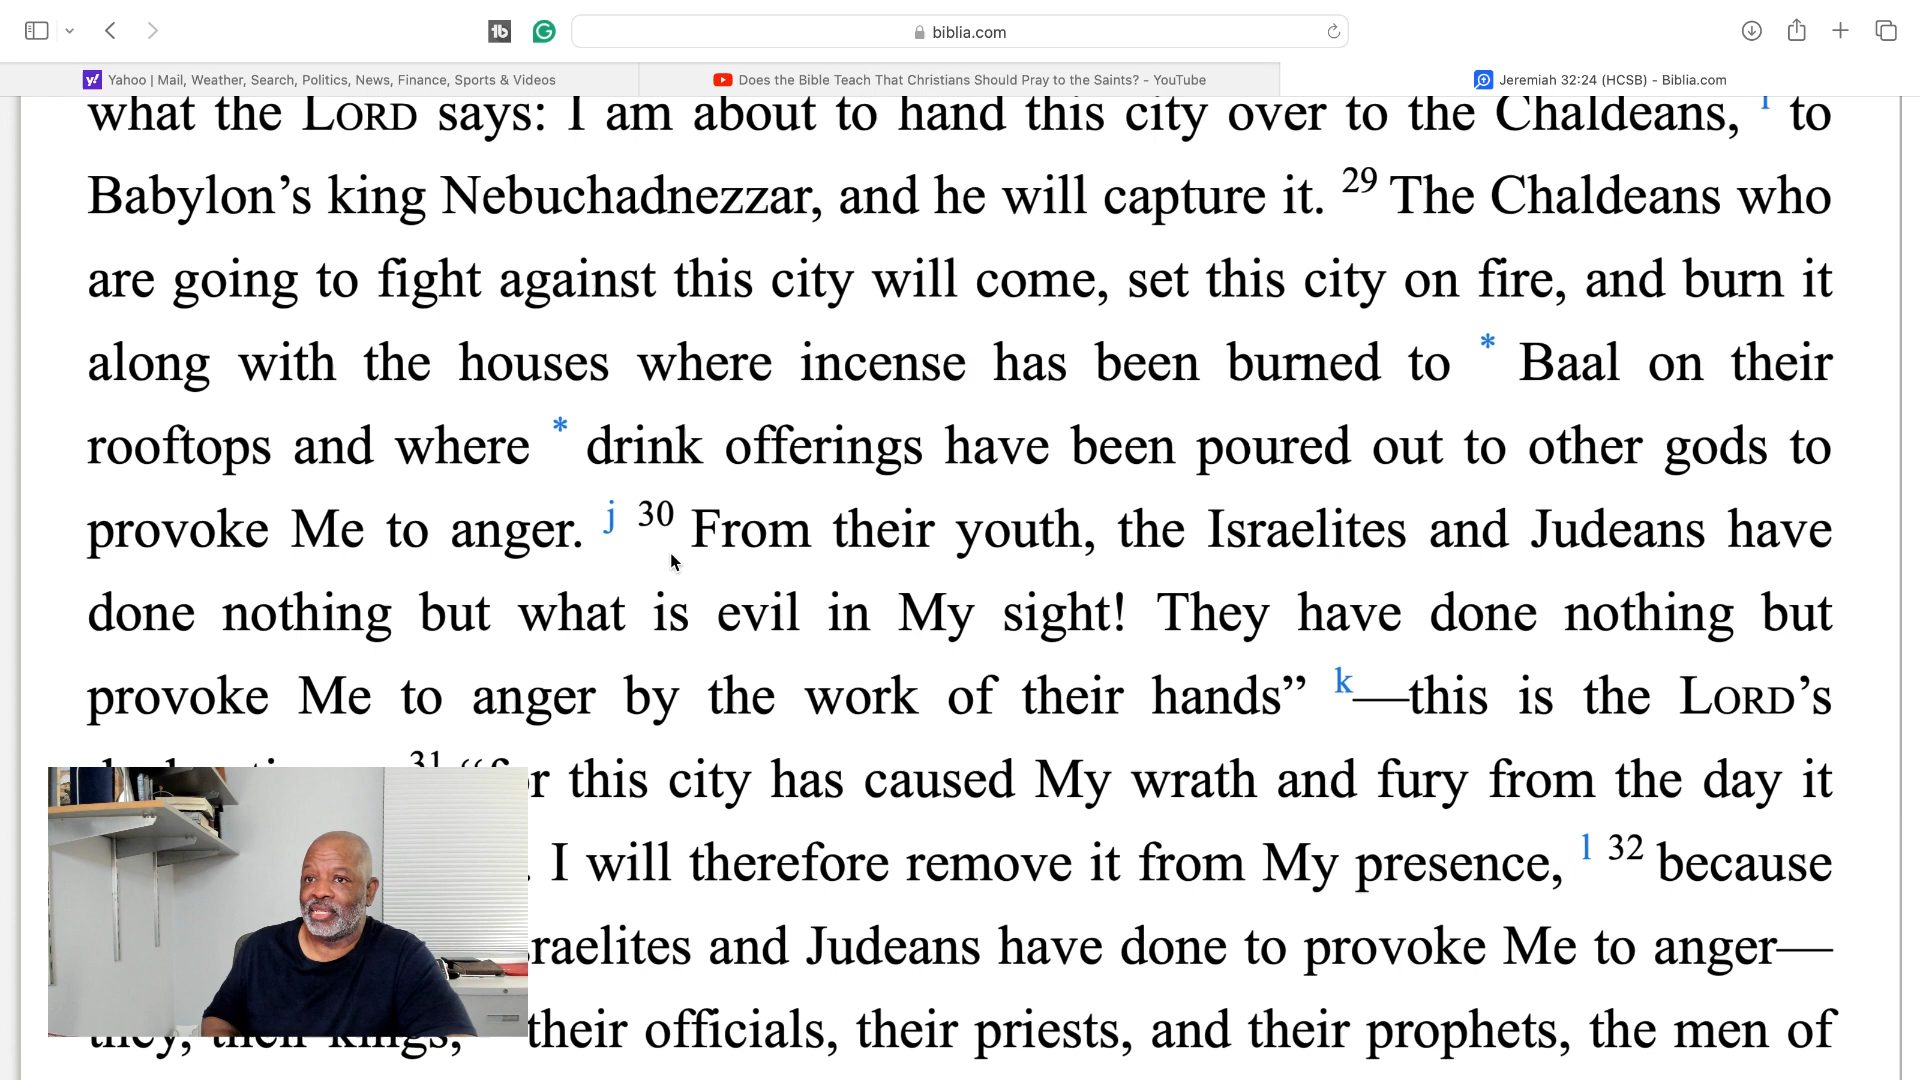 biblia.com
Yahoo | Mail, Weather, Search, Politics, News, Finance, Sports & Videos
Does the Bible Teach That Christians Should Pray to the Saints? - YouTube
Jeremiah 32:24 (HCSB) - Biblia.com
what the LORD says: I am about to hand this city over to the Chaldeans, i to
Babylon’s king Nebuchadnezzar, and he will capture it. 29 The Chaldeans who
are going to fight against this city will come, set this city on fire, and burn it
along with the houses where incense has been burned to * Baal on their
rooftops and where * drink offerings have been poured out to other gods to
provoke Me to anger. j 30 From their youth, the Israelites and Judeans have
done nothing but what is evil in My sight! They have done nothing but
provoke Me to anger by the work of their hands” k—this is the LORD’s
31 “for this city has caused My wrath and fury from the day it
. I will therefore remove it from My presence, l 32 because
raelites and Judeans have done to provoke Me to anger—
they, their kings, their officials, their priests, and their prophets, the men of